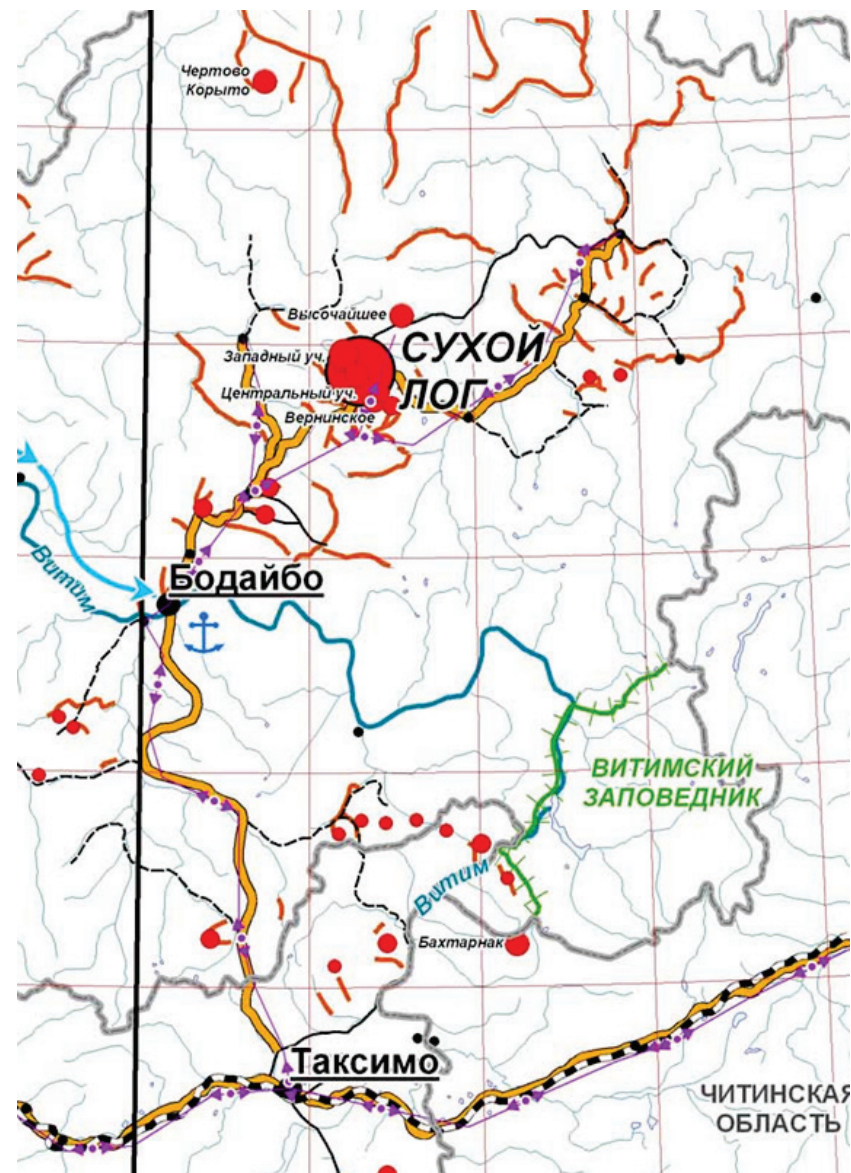 Чертово
Корыто
Высочайшее
Западный уч.
СУХОЙ
ЛОГ
Центральный уч.
Вернинское
Витим
Бодайбо
ВИТИМСКИЙ
ЗАПОВЕДНИК
Витим
Бахтарнак
Таксимо
ЧИТИНСКАЯ
ОБЛАСТЬ